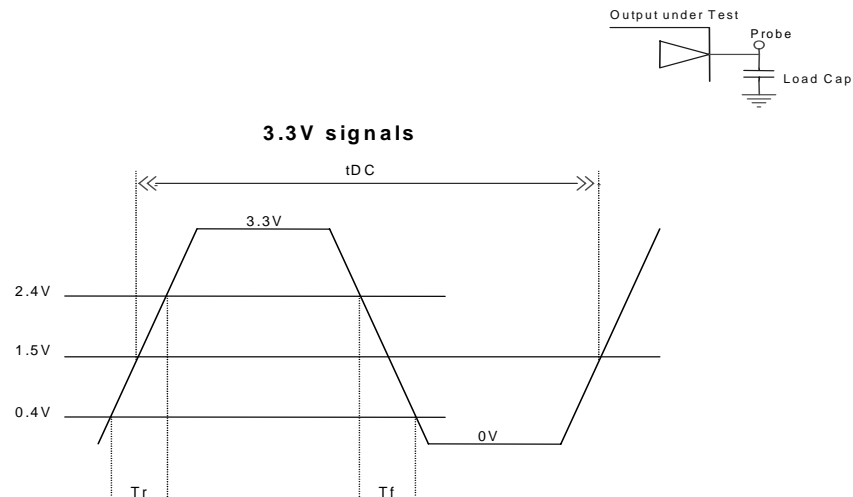 Output under Test
Probe
Load Cap
3.3V signals
tDC
3.3V
2.4V
1.5V
0.4V
0V
Tr
Tf